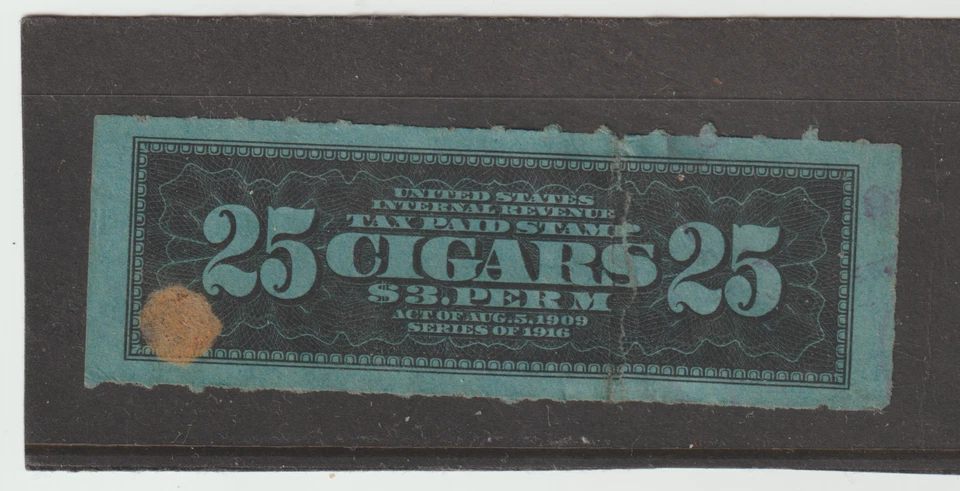 UNITED STATES
INTERNAL REVENUE
TAX PAID STAMP
25 CIGARS 25
$3. PER M
ACT OF AUG. 5, 1909
SERIES OF 1916